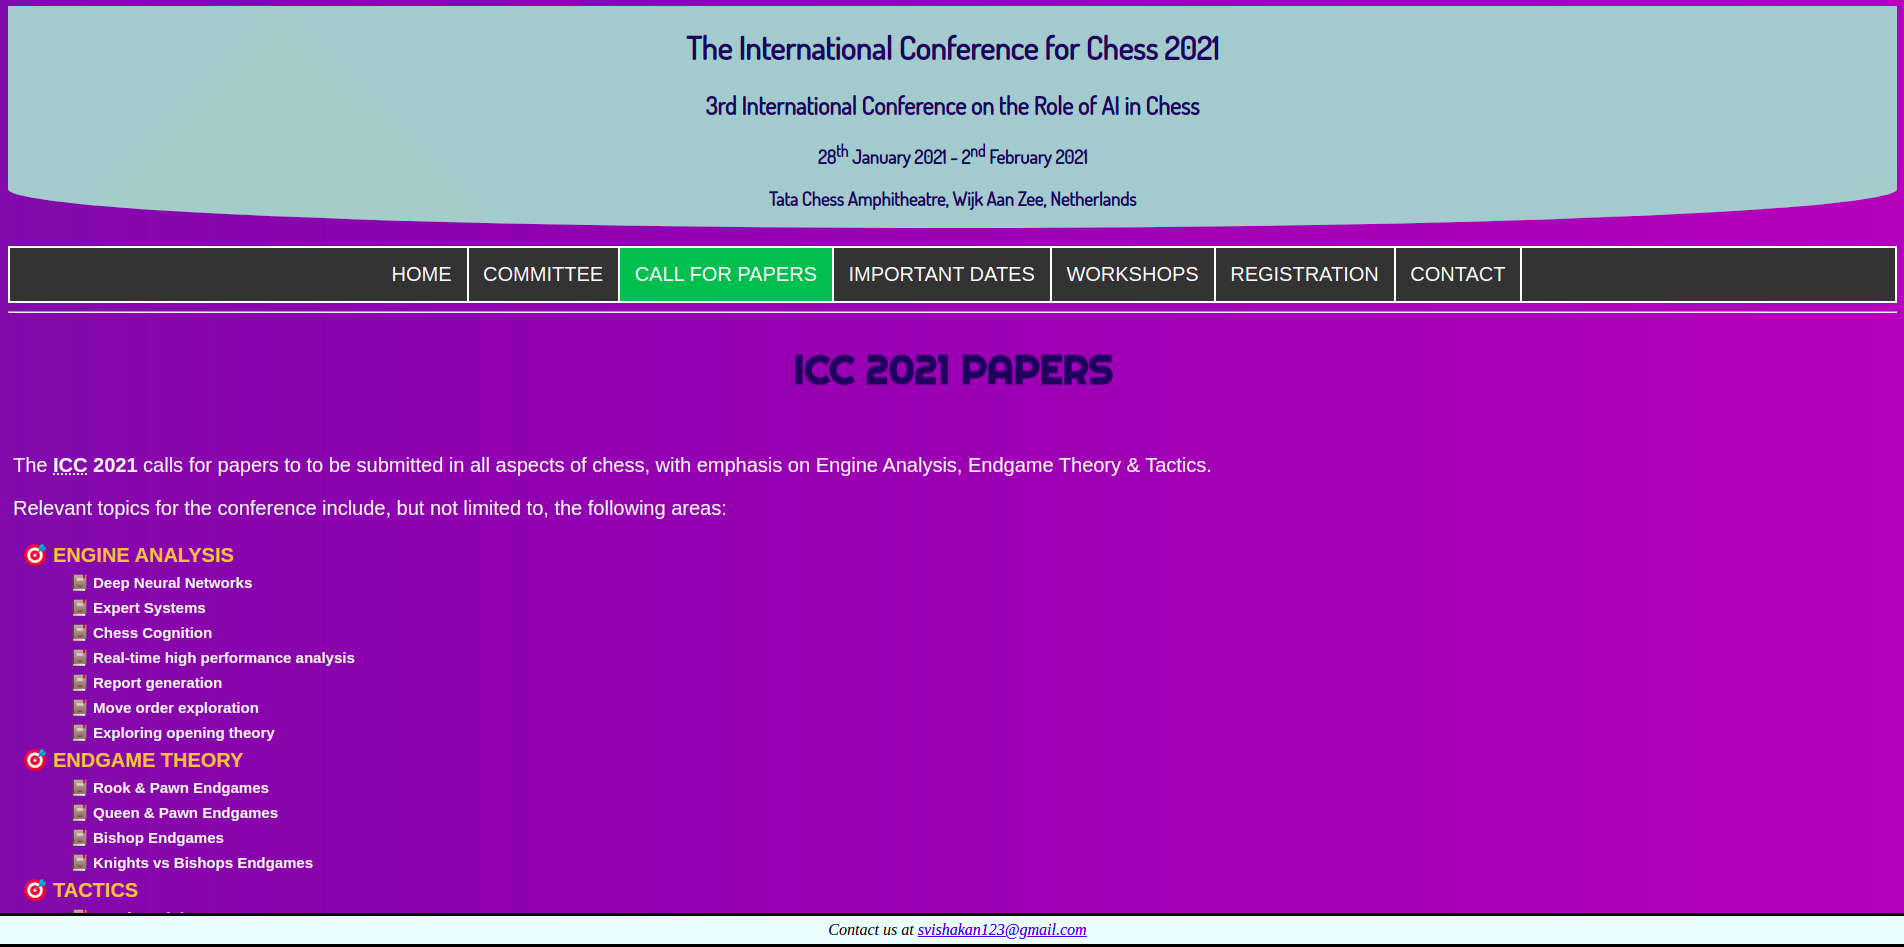 The International Conference for Chess 2021
3rd International Conference on the Role of AI in Chess
28th January 2021 - 2nd February 2021
Tata Chess Amphitheatre, Wijk Aan Zee, Netherlands
HOME COMMITTEE CALL FOR PAPERS IMPORTANT DATES WORKSHOPS REGISTRATION CONTACT
ICC 2021 PAPERS
The ICC 2021 calls for papers to to be submitted in all aspects of chess, with emphasis on Engine Analysis, Endgame Theory & Tactics.
Relevant topics for the conference include, but not limited to, the following areas:
ENGINE ANALYSIS
Deep Neural Networks
Expert Systems
Chess Cognition
Real-time high performance analysis
Report generation
Move order exploration
Exploring opening theory
ENDGAME THEORY
Rook & Pawn Endgames
Queen & Pawn Endgames
Bishop Endgames
Knights vs Bishops Endgames
TACTICS
Contact us at svishakan123@gmail.com